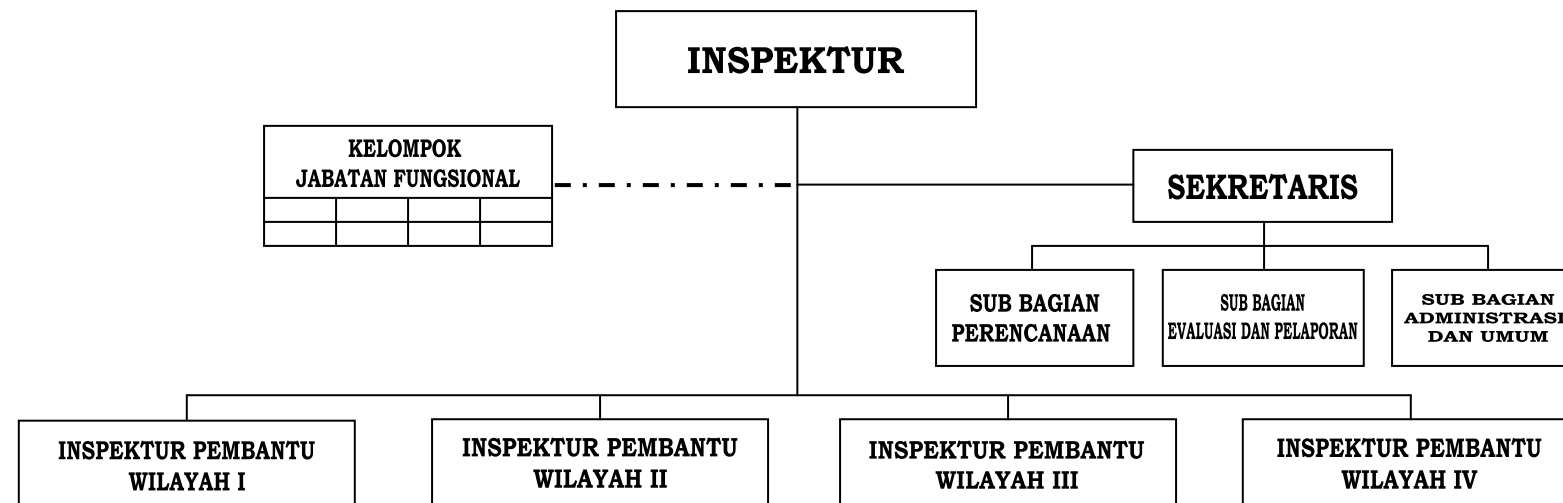 INSPEKTUR
KELOMPOK
JABATAN FUNGSIONAL
SEKRETARIS
SUB BAGIAN
PERENCANAAN
SUB BAGIAN
EVALUASI DAN PELAPORAN
SUB BAGIAN
ADMINISTRASI
DAN UMUM
INSPEKTUR PEMBANTU
WILAYAH I
INSPEKTUR PEMBANTU
WILAYAH II
INSPEKTUR PEMBANTU
WILAYAH III
INSPEKTUR PEMBANTU
WILAYAH IV